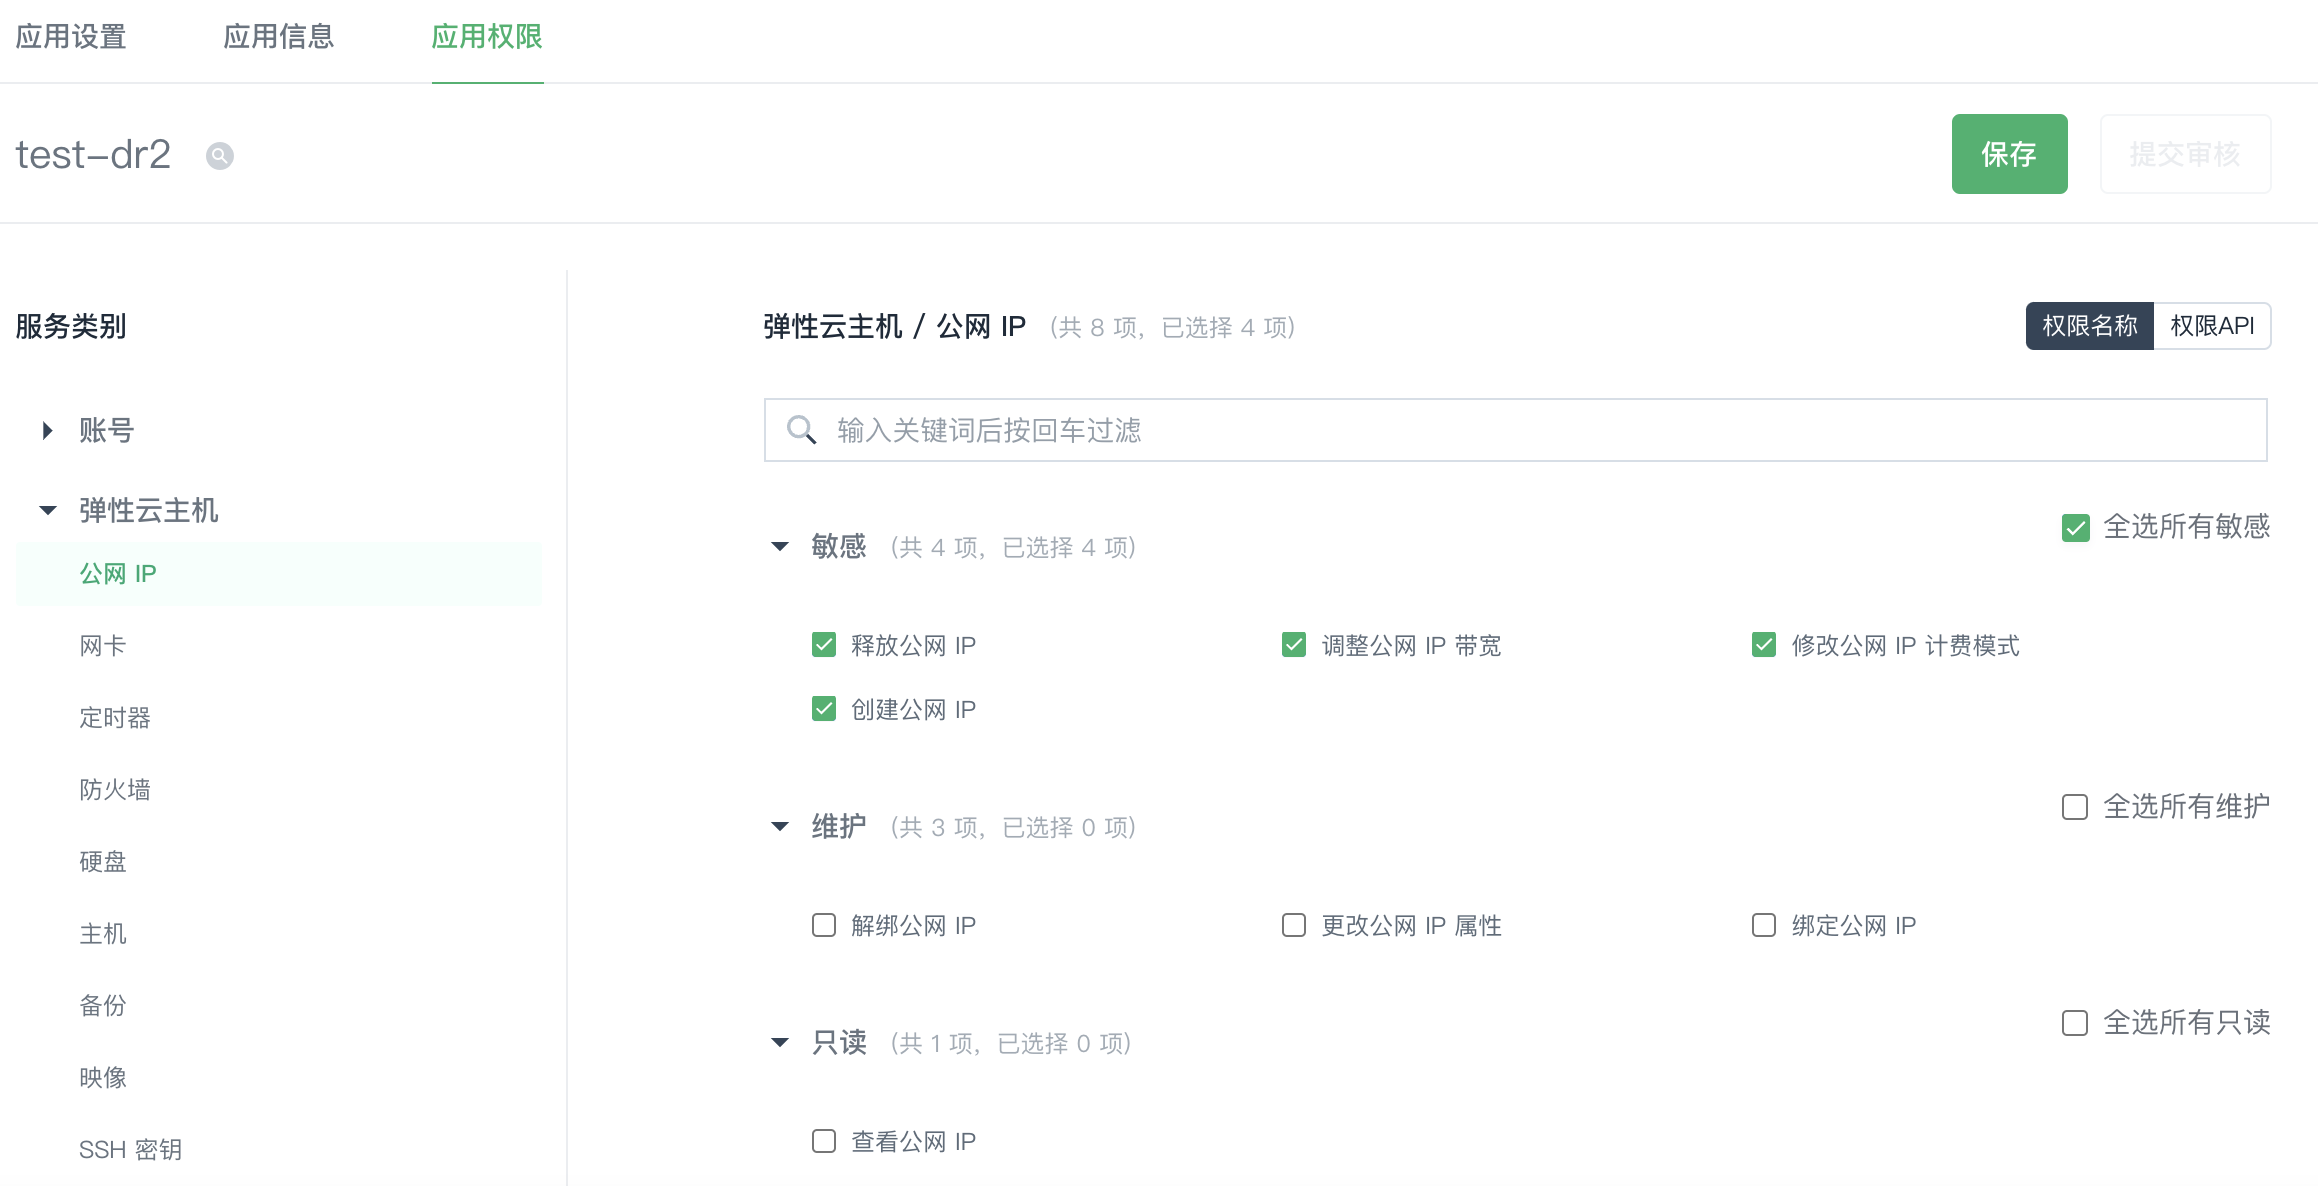 应用设置 应用信息 应用权限
test-dr2
保存 提交审核
服务类别
账号
弹性云主机
公网 IP
网卡
定时器
防火墙
硬盘
主机
备份
映像
SSH 密钥
弹性云主机 / 公网 IP (共 8 项, 已选择 4 项)
权限名称 权限API
输入关键词后按回车过滤
敏感 (共 4 项, 已选择 4 项)
全选所有敏感
释放公网 IP 调整公网 IP 带宽 修改公网 IP 计费模式
创建公网 IP
维护 (共 3 项, 已选择 0 项)
全选所有维护
解绑公网 IP 更改公网 IP 属性 绑定公网 IP
只读 (共 1 项, 已选择 0 项)
全选所有只读
查看公网 IP